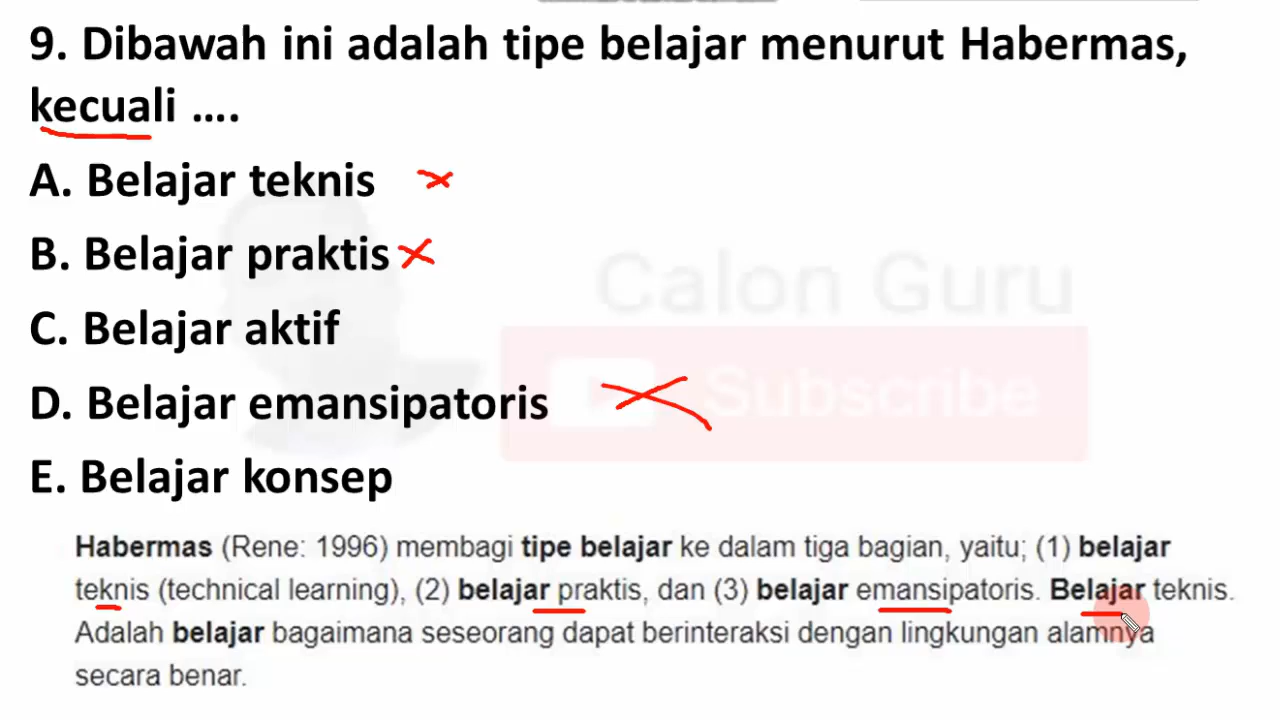 9. Dibawah ini adalah tipe belajar menurut Habermas,
kecuali ....
A. Belajar teknis
B. Belajar praktis
C. Belajar aktif
D. Belajar emansipatoris
E. Belajar konsep
Calon Guru
Subscribe
Habermas (Rene: 1996) membagi tipe belajar ke dalam tiga bagian, yaitu; (1) belajar
teknis (technical learning), (2) belajar praktis, dan (3) belajar emansipatoris. Belajar teknis.
Adalah belajar bagaimana seseorang dapat berinteraksi dengan lingkungan alamnya
secara benar.